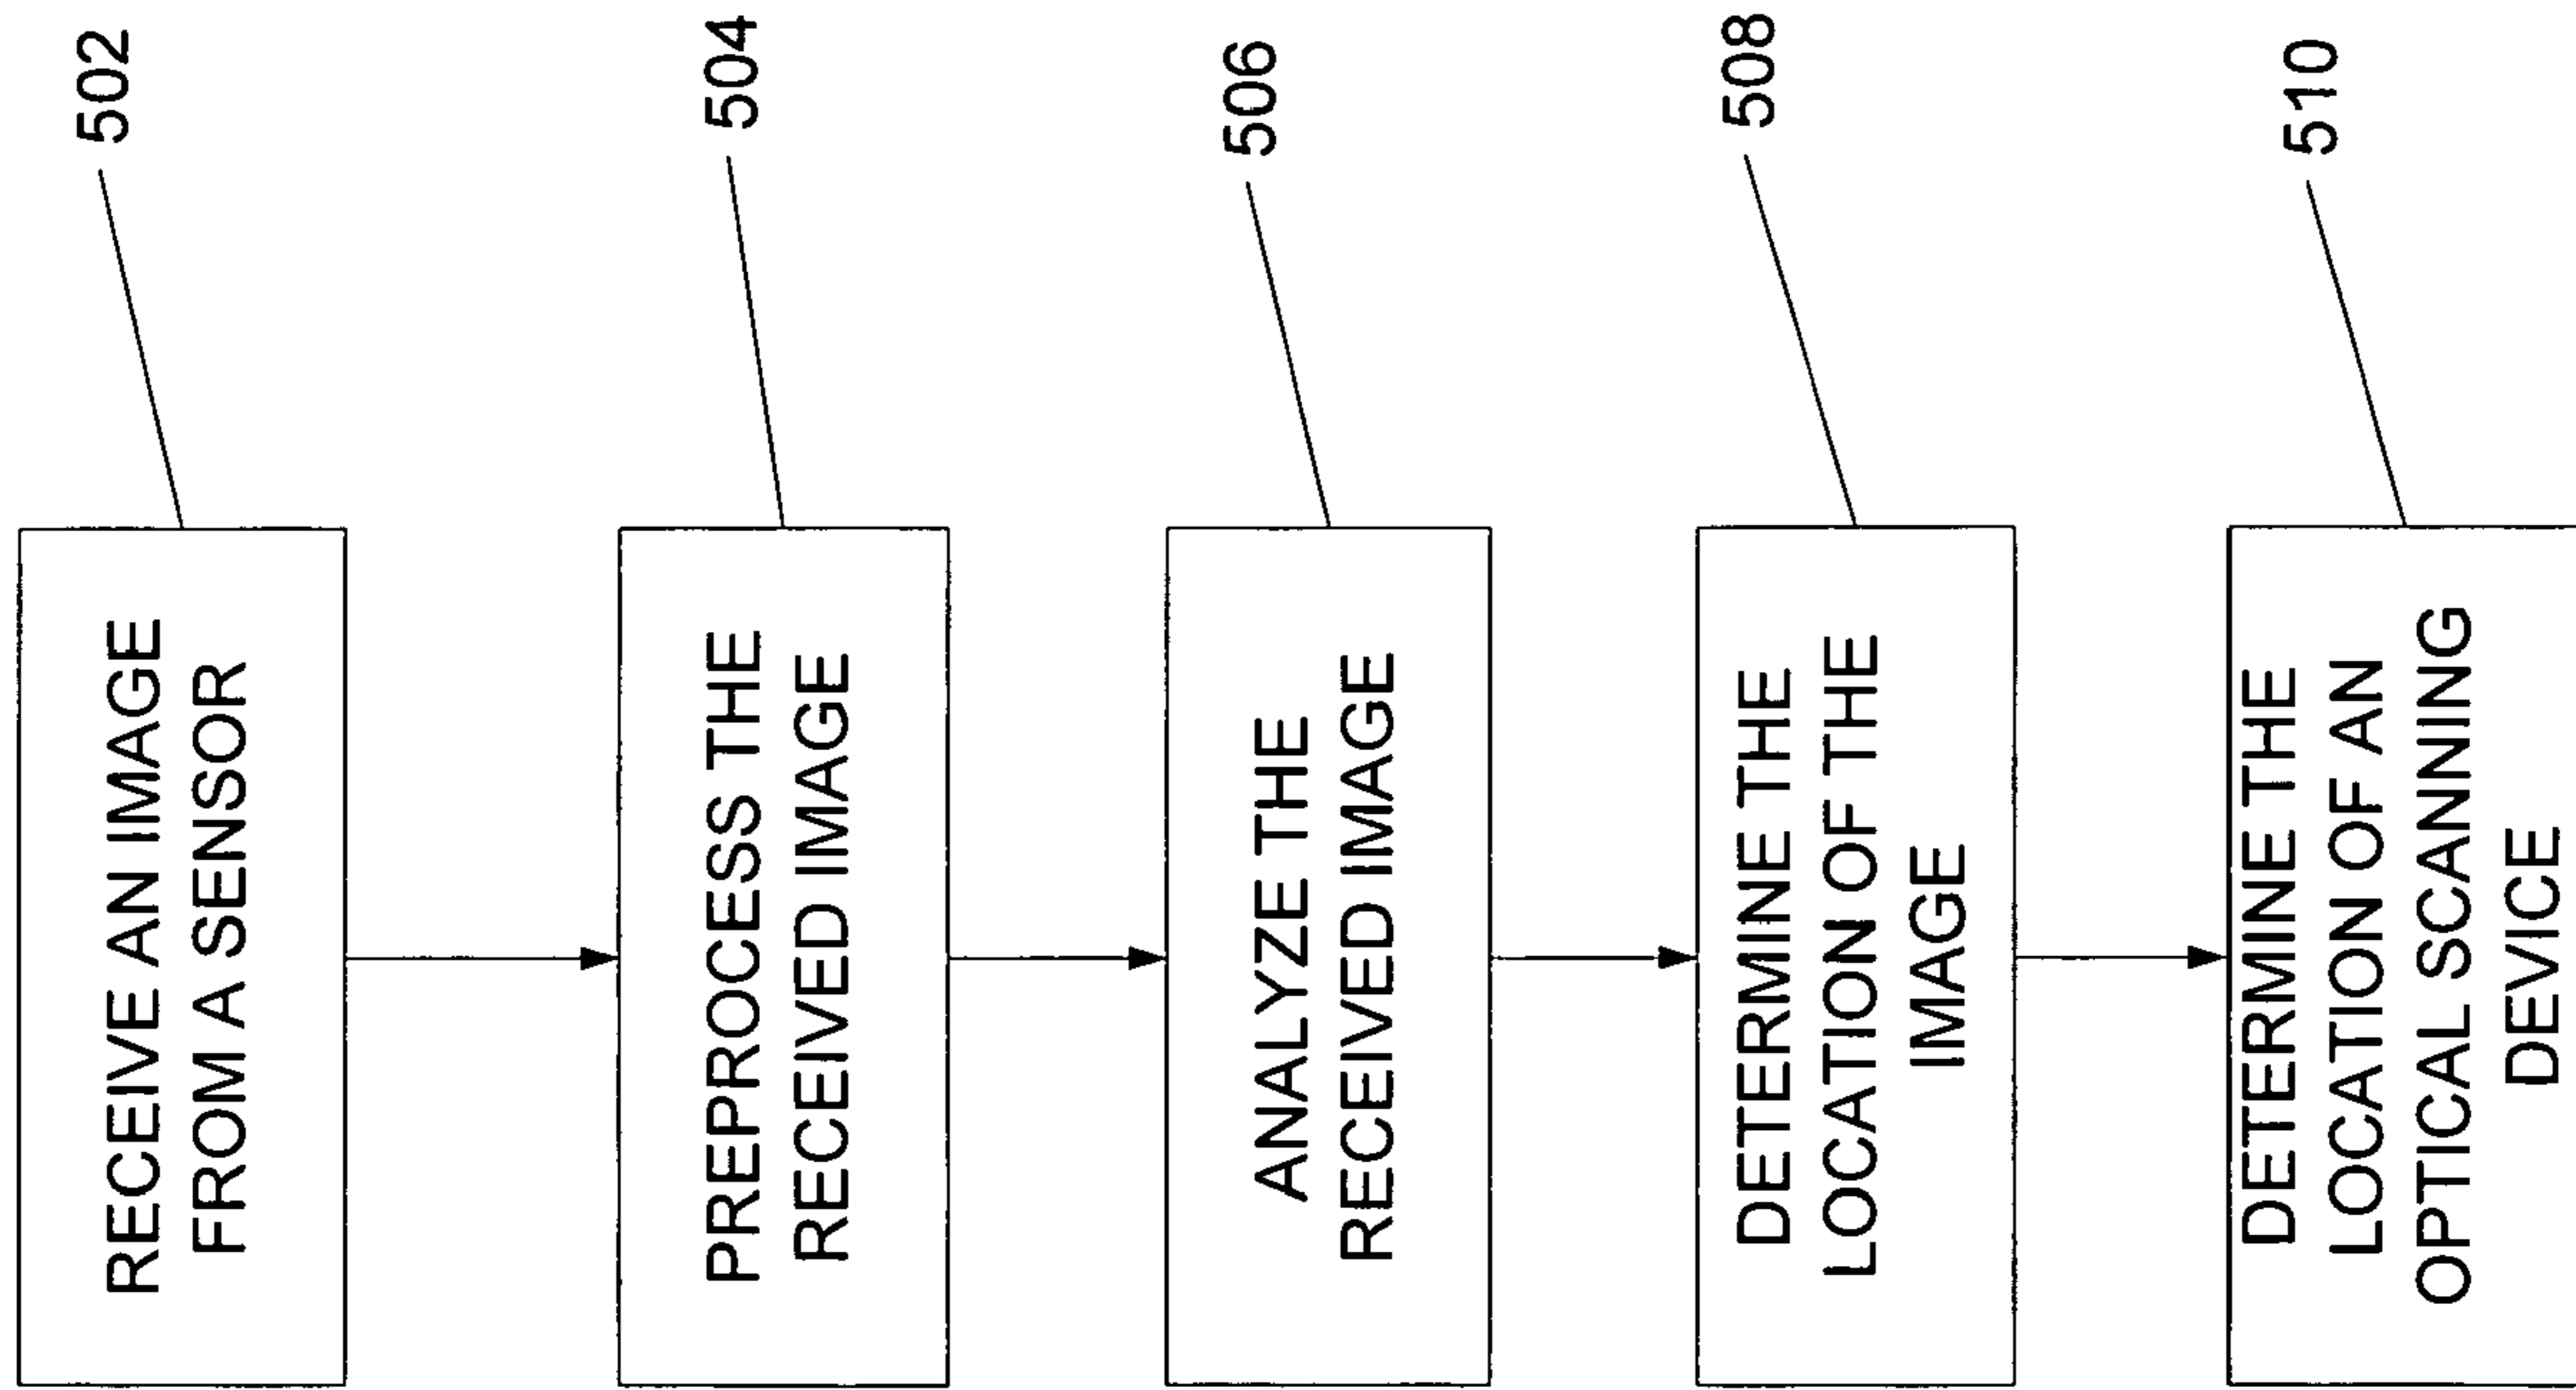 RECEIVE AN IMAGE
FROM A SENSOR
502
PREPROCESS THE
RECEIVED IMAGE
504
ANALYZE THE
RECEIVED IMAGE
506
DETERMINE THE
LOCATION OF THE
IMAGE
508
DETERMINE THE
LOCATION OF AN
OPTICAL SCANNING
DEVICE
510